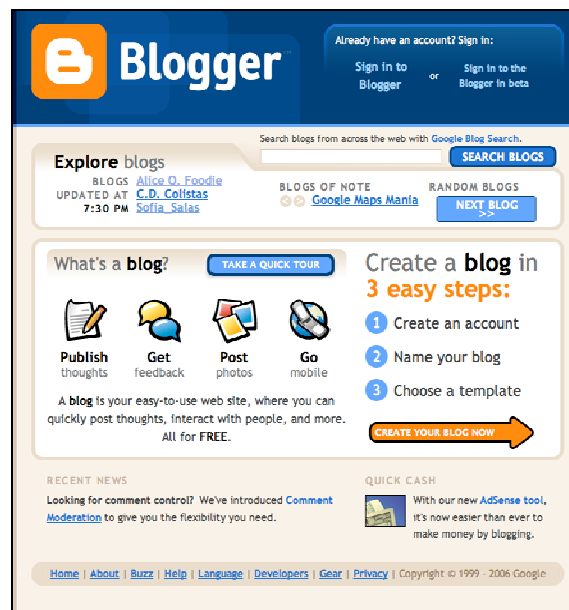 Blogger
Already have an account? Sign in:
Sign in to
Blogger
or
Sign in to the
Blogger in beta
Search blogs from across the web with Google Blog Search.
SEARCH BLOGS
Explore blogs
BLOGS
UPDATED AT
7:30 PM
Alice O. Foodie
C.D. Colistas
Sofia_Salas
BLOGS OF NOTE
Google Maps Mania
RANDOM BLOGS
NEXT BLOG
>>
What's a blog?
TAKE A QUICK TOUR
Publish
thoughts
Get
feedback
Post
photos
Go
mobile
A blog is your easy-to-use web site, where you can
quickly post thoughts, interact with people, and more.
All for FREE.
Create a blog in
3 easy steps:
1 Create an account
2 Name your blog
3 Choose a template
CREATE YOUR BLOG NOW
RECENT NEWS
Looking for comment control? We've introduced Comment
Moderation to give you the flexibility you need.
QUICK CASH
With our new AdSense tool,
it's now easier than ever to
make money by blogging.
Home | About | Buzz | Help | Language | Developers | Gear | Privacy | Copyright © 1999 - 2006 Google